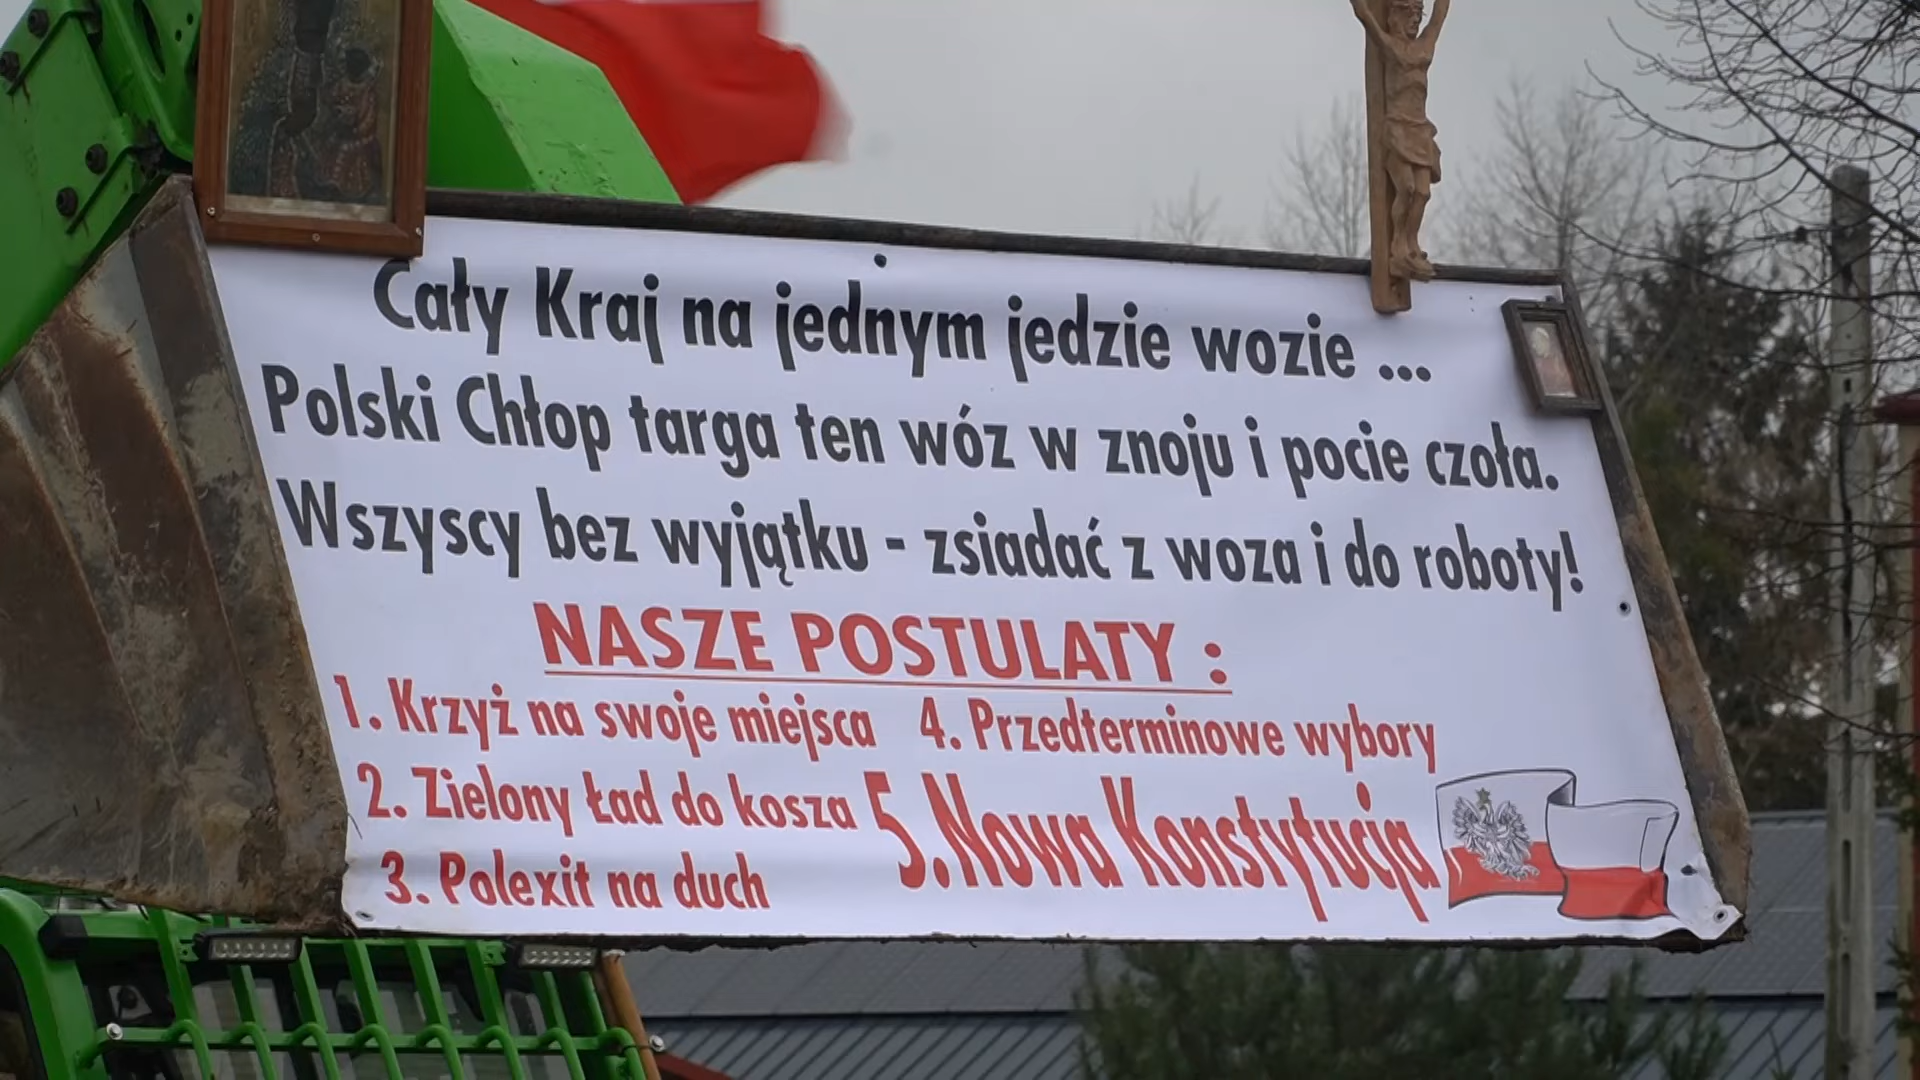 Cały Kraj na jednym jedzie wozie ...
Polski Chłop targa ten wóz w znoju i pocie czoła.
Wszyscy bez wyjątku - zsiadać z woza i do roboty!
NASZE POSTULATY :
1. Krzyż na swoje miejsca
2. Zielony Ład do kosza
3. Polexit na duch
4. Przedterminowe wybory
5. Nowa Konstytucja